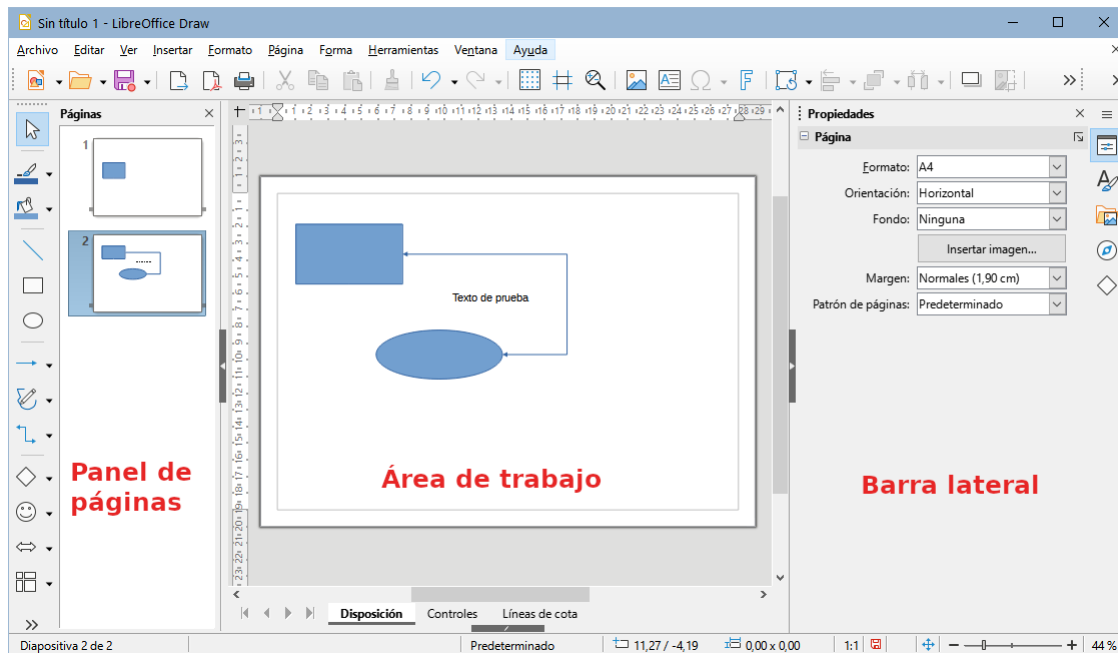 Sin título 1 - LibreOffice Draw
Archivo Editar Ver Insertar Formato Página Forma Herramientas Ventana Ayuda
Páginas
1
2
Panel de
páginas
Texto de prueba
Área de trabajo
Disposición Controles Líneas de cota
Propiedades
Página
Formato: A4
Orientación: Horizontal
Fondo: Ninguna
Insertar imagen...
Margen: Normales (1,90 cm)
Patrón de páginas: Predeterminado
Barra lateral
Diapositiva 2 de 2 Predeterminado 11,27 / -4,19 0,00 x 0,00 1:1 44 %